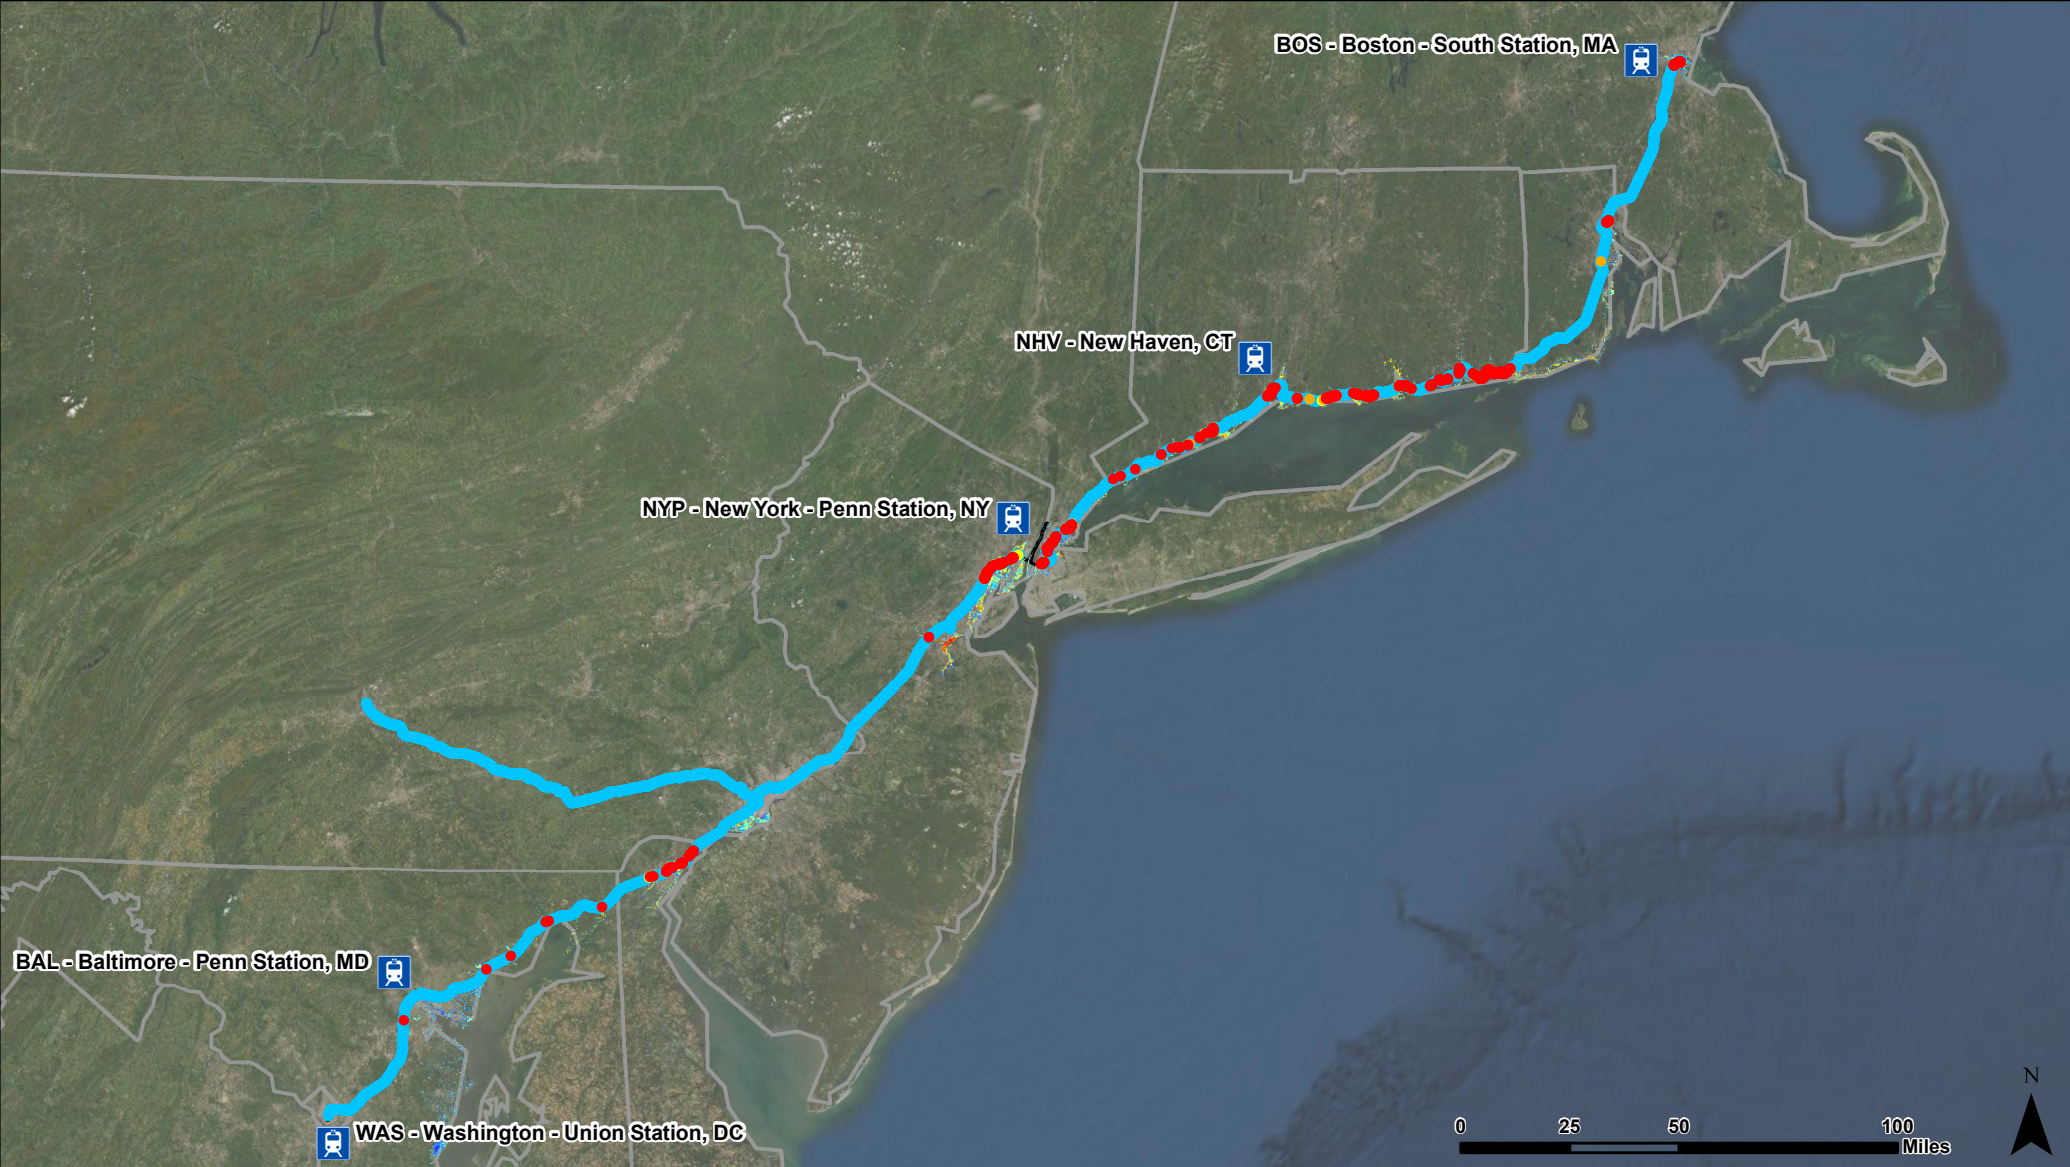 BOS - Boston - South Station, MA
NHV - New Haven, CT
NYP - New York - Penn Station, NY
BAL - Baltimore - Penn Station, MD
WAS - Washington - Union Station, DC
N
0 25 50 100
Miles